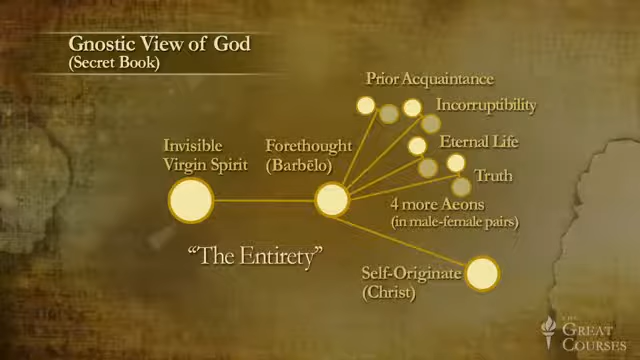 Gnostic View of God
(Secret Book)
Prior Acquaintance
Incorruptibility
Invisible
Virgin Spirit
Forethought
(Barbēlo)
Eternal Life
Truth
4 more Aeons
(in male-female pairs)
"The Entirety"
Self-Originate
(Christ)
THE
GREAT
COURSES